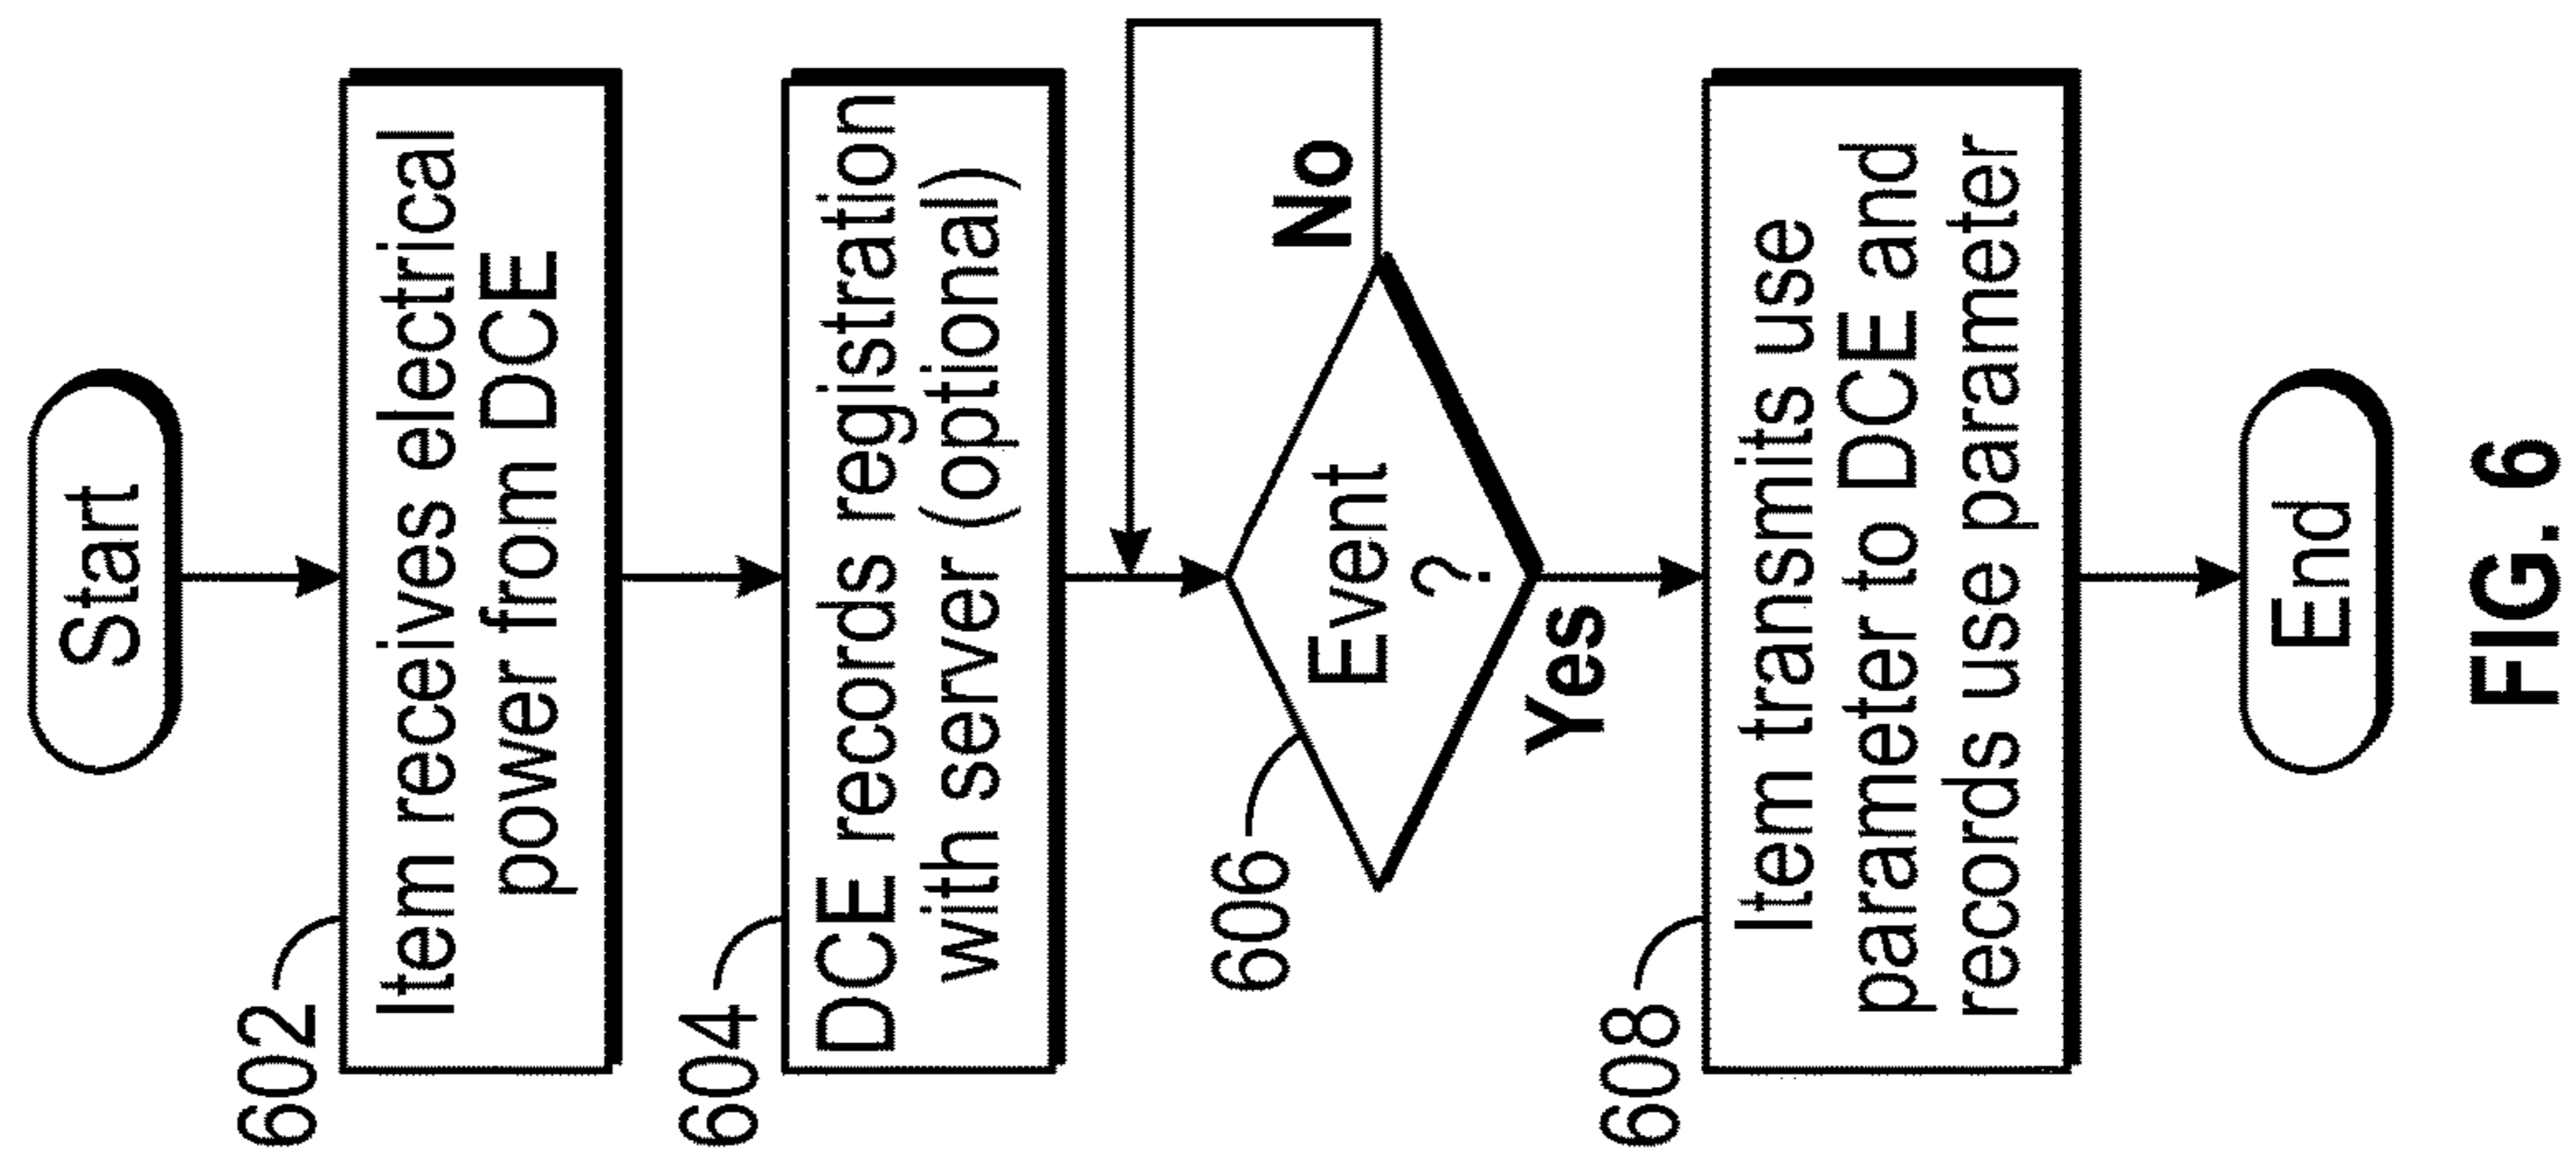 Start
602
Item receives electrical
power from DCE
604
DCE records registration
with server (optional)
606
Event
?
No
Yes
608
Item transmits use
parameter to DCE and
records use parameter
End
FIG. 6